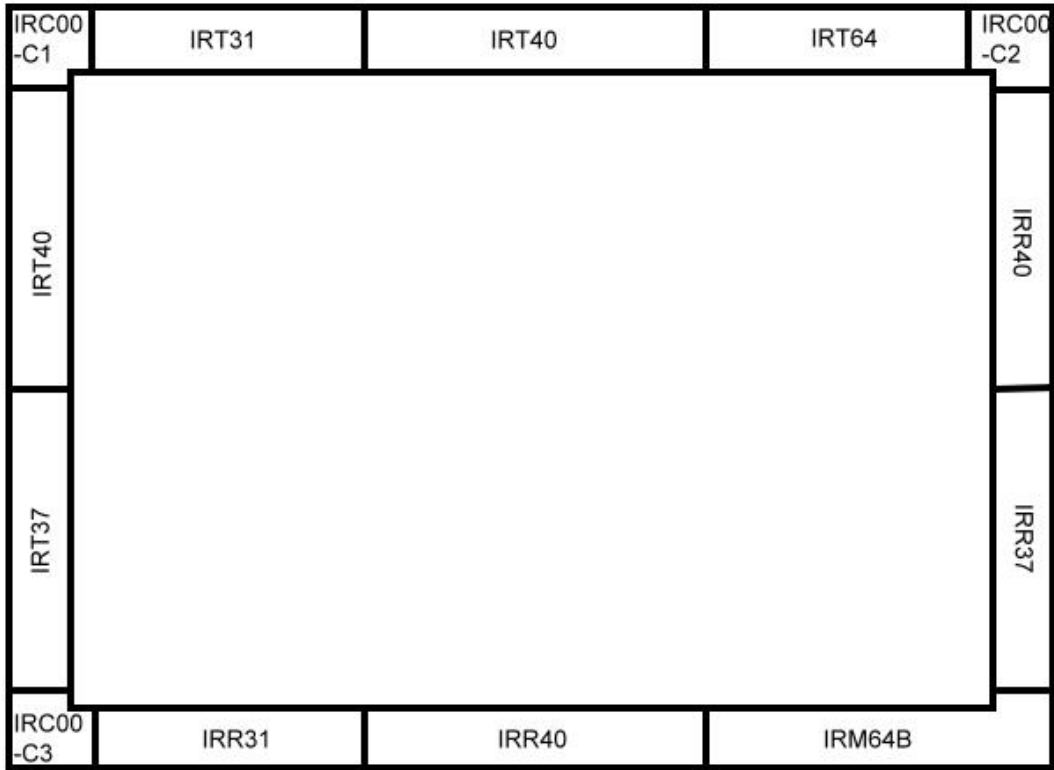 IRC00
-C1
IRT31
IRT40
IRT64
IRC00
-C2
IRT40
IRR40
IRT37
IRR37
IRC00
-C3
IRR31
IRR40
IRM64B